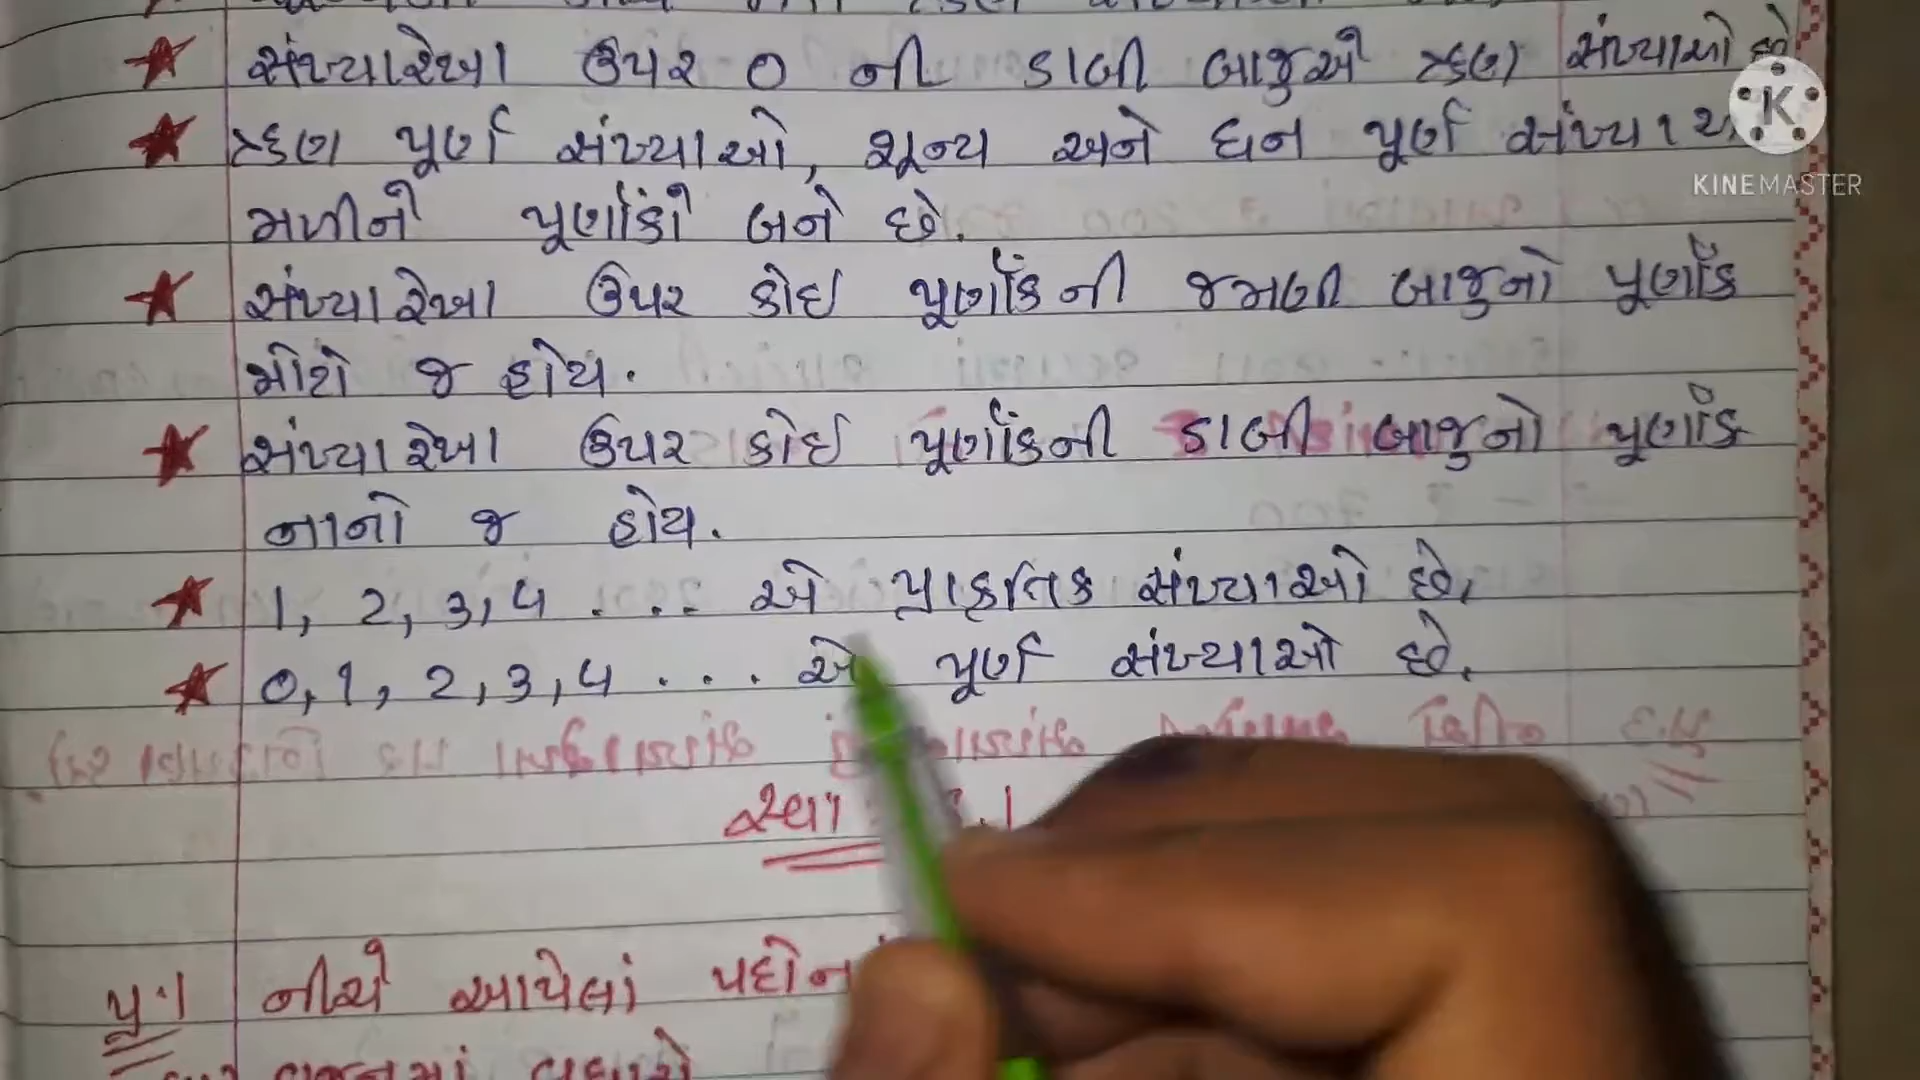 સંખ્યારેખા ઉપર 0 ની ડાબી બાજુએ ઋણ સંખ્યાઓ છે
ઋણ પૂર્ણ સંખ્યાઓ, શૂન્ય અને ધન પૂર્ણ
મળીને પૂર્ણાંકો બને છે.
સંખ્યારેખા ઉપર કોઇ પૂર્ણાંકની જમણી બાજુનો પૂર્ણાંક
મોટો જ હોય.
સંખ્યારેખા ઉપર કોઇ પૂર્ણાંકની ડાબી બાજુનો પૂર્ણાંક
નાનો જ હોય.
1, 2, 3, 4 . . . એ પ્રાકૃતિક સંખ્યાઓ છે.
0, 1, 2, 3, 4 . . . એ પૂર્ણ સંખ્યાઓ છે.
પ્ર.1 નીચે આપેલાં
K
KINEMASTER